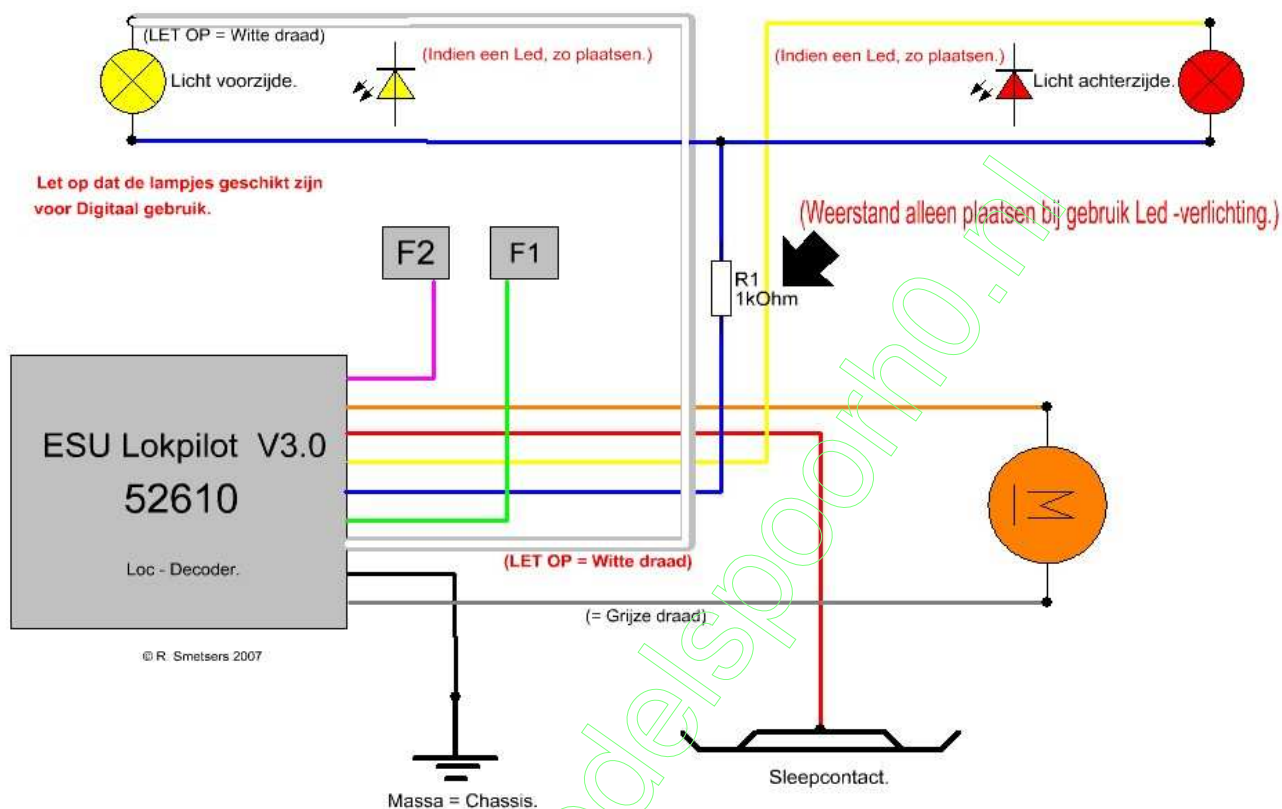 (LET OP = Witte draad)
Licht voorzijde.
(Indien een Led, zo plaatsen.)
(Indien een Led, zo plaatsen.)
Licht achterzijde.
Let op dat de lampjes geschikt zijn
voor Digitaal gebruik.
(Weerstand alleen plaatsen bij gebruik Led -verlichting.)
F2
F1
R1
1kOhm
ESU Lokpilot V3.0
52610
Loc - Decoder.
M
(LET OP = Witte draad)
(= Grijze draad)
© R. Smetsers 2007
Sleepcontact.
Massa = Chassis.
delspoorho.nl